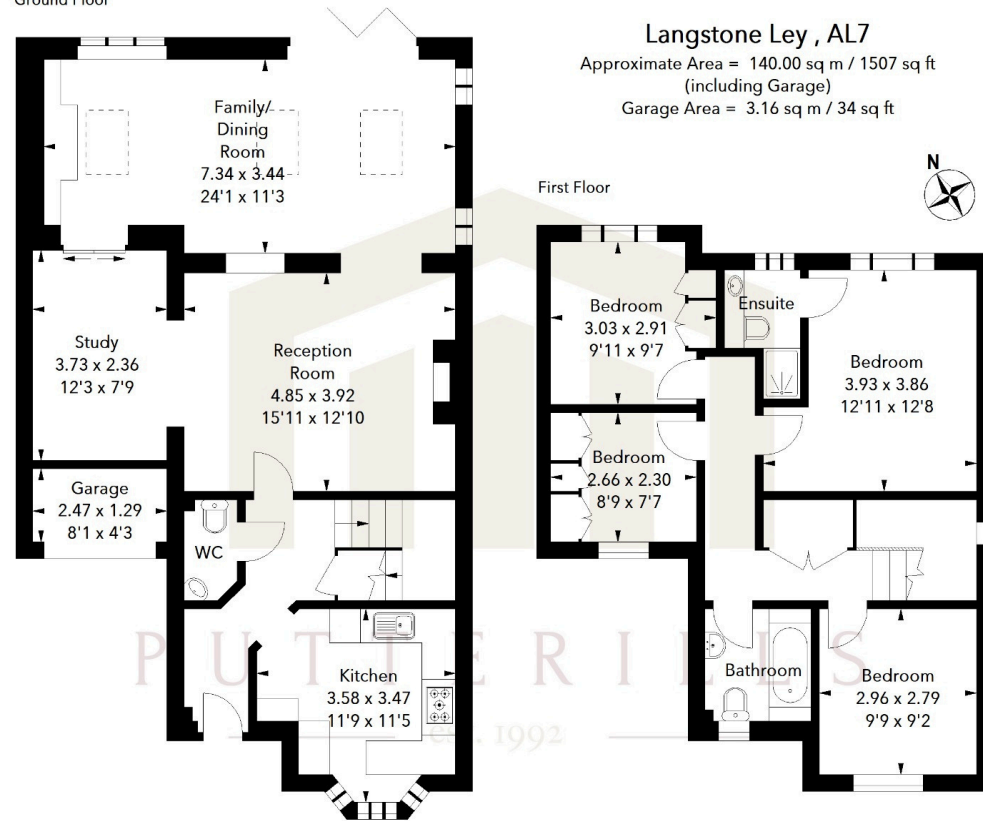 Ground Floor
Langstone Ley , AL7
Approximate Area = 140.00 sq m / 1507 sq ft
(including Garage)
Garage Area = 3.16 sq m / 34 sq ft
N
Family/
Dining
Room
7.34 x 3.44
24'1 x 11'3
Study
3.73 x 2.36
12'3 x 7'9
Reception
Room
4.85 x 3.92
15'11 x 12'10
Garage
2.47 x 1.29
8'1 x 4'3
WC
Kitchen
3.58 x 3.47
11'9 x 11'5
First Floor
Bedroom
3.03 x 2.91
9'11 x 9'7
Ensuite
Bedroom
3.93 x 3.86
12'11 x 12'8
Bedroom
2.66 x 2.30
8'9 x 7'7
Bathroom
Bedroom
2.96 x 2.79
9'9 x 9'2
PUTTERILLS
est. 1992